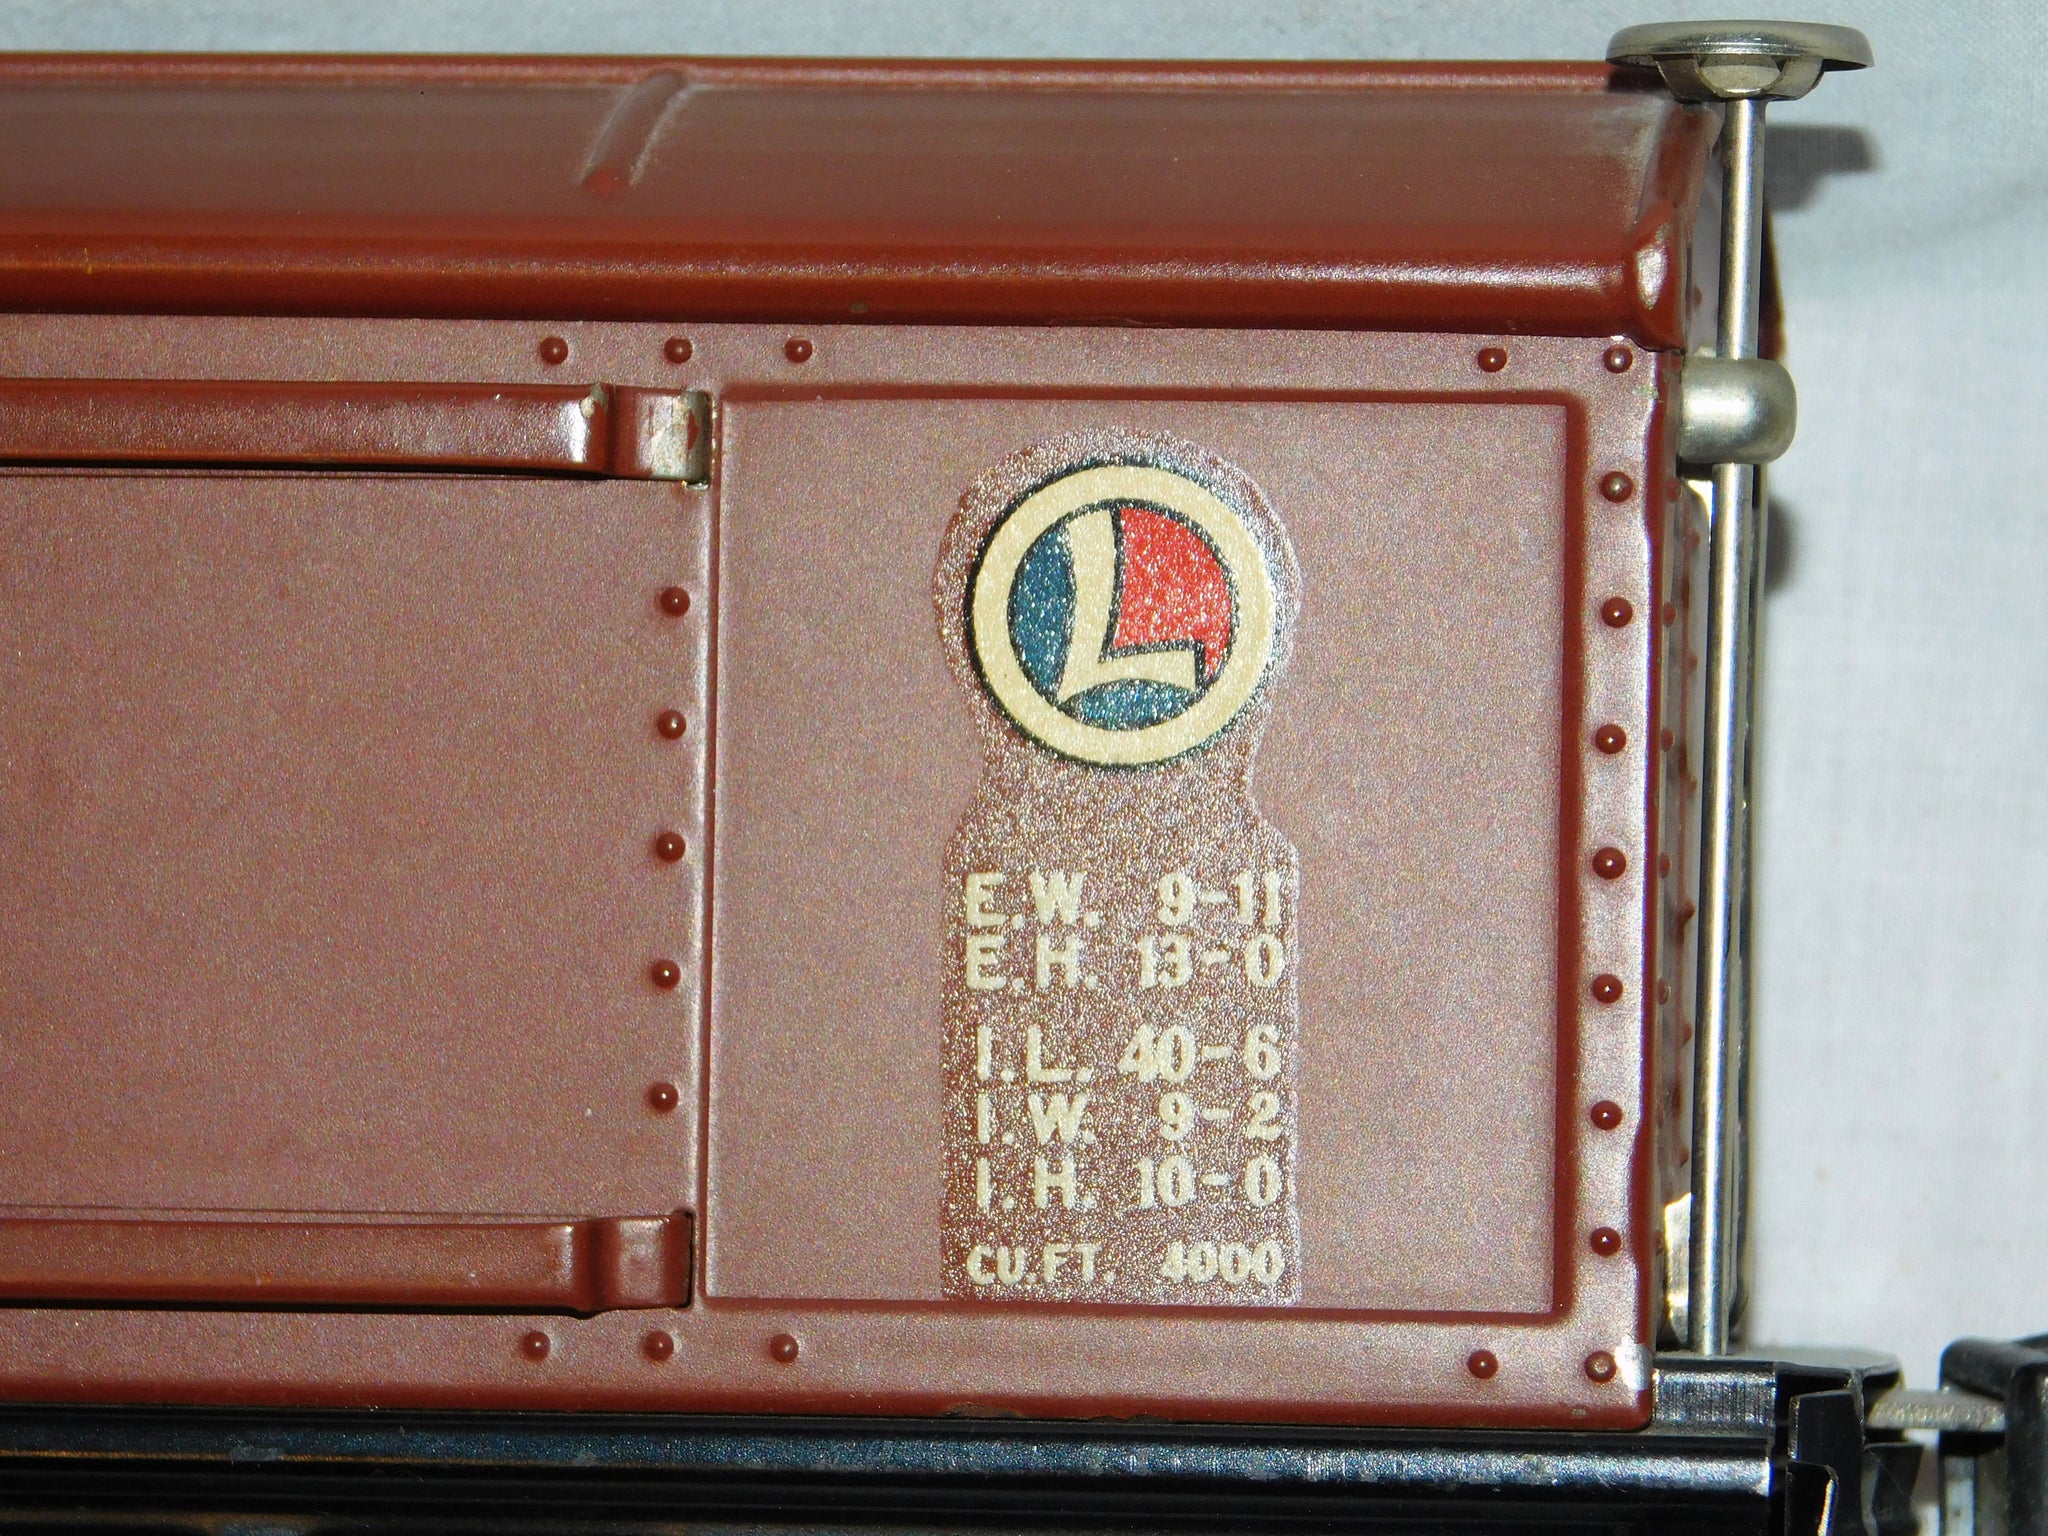 L
E.W. 9-11
E.H. 13-0
I.L. 40-6
I.W. 9-2
I.H. 10-0
CU.FT. 4000